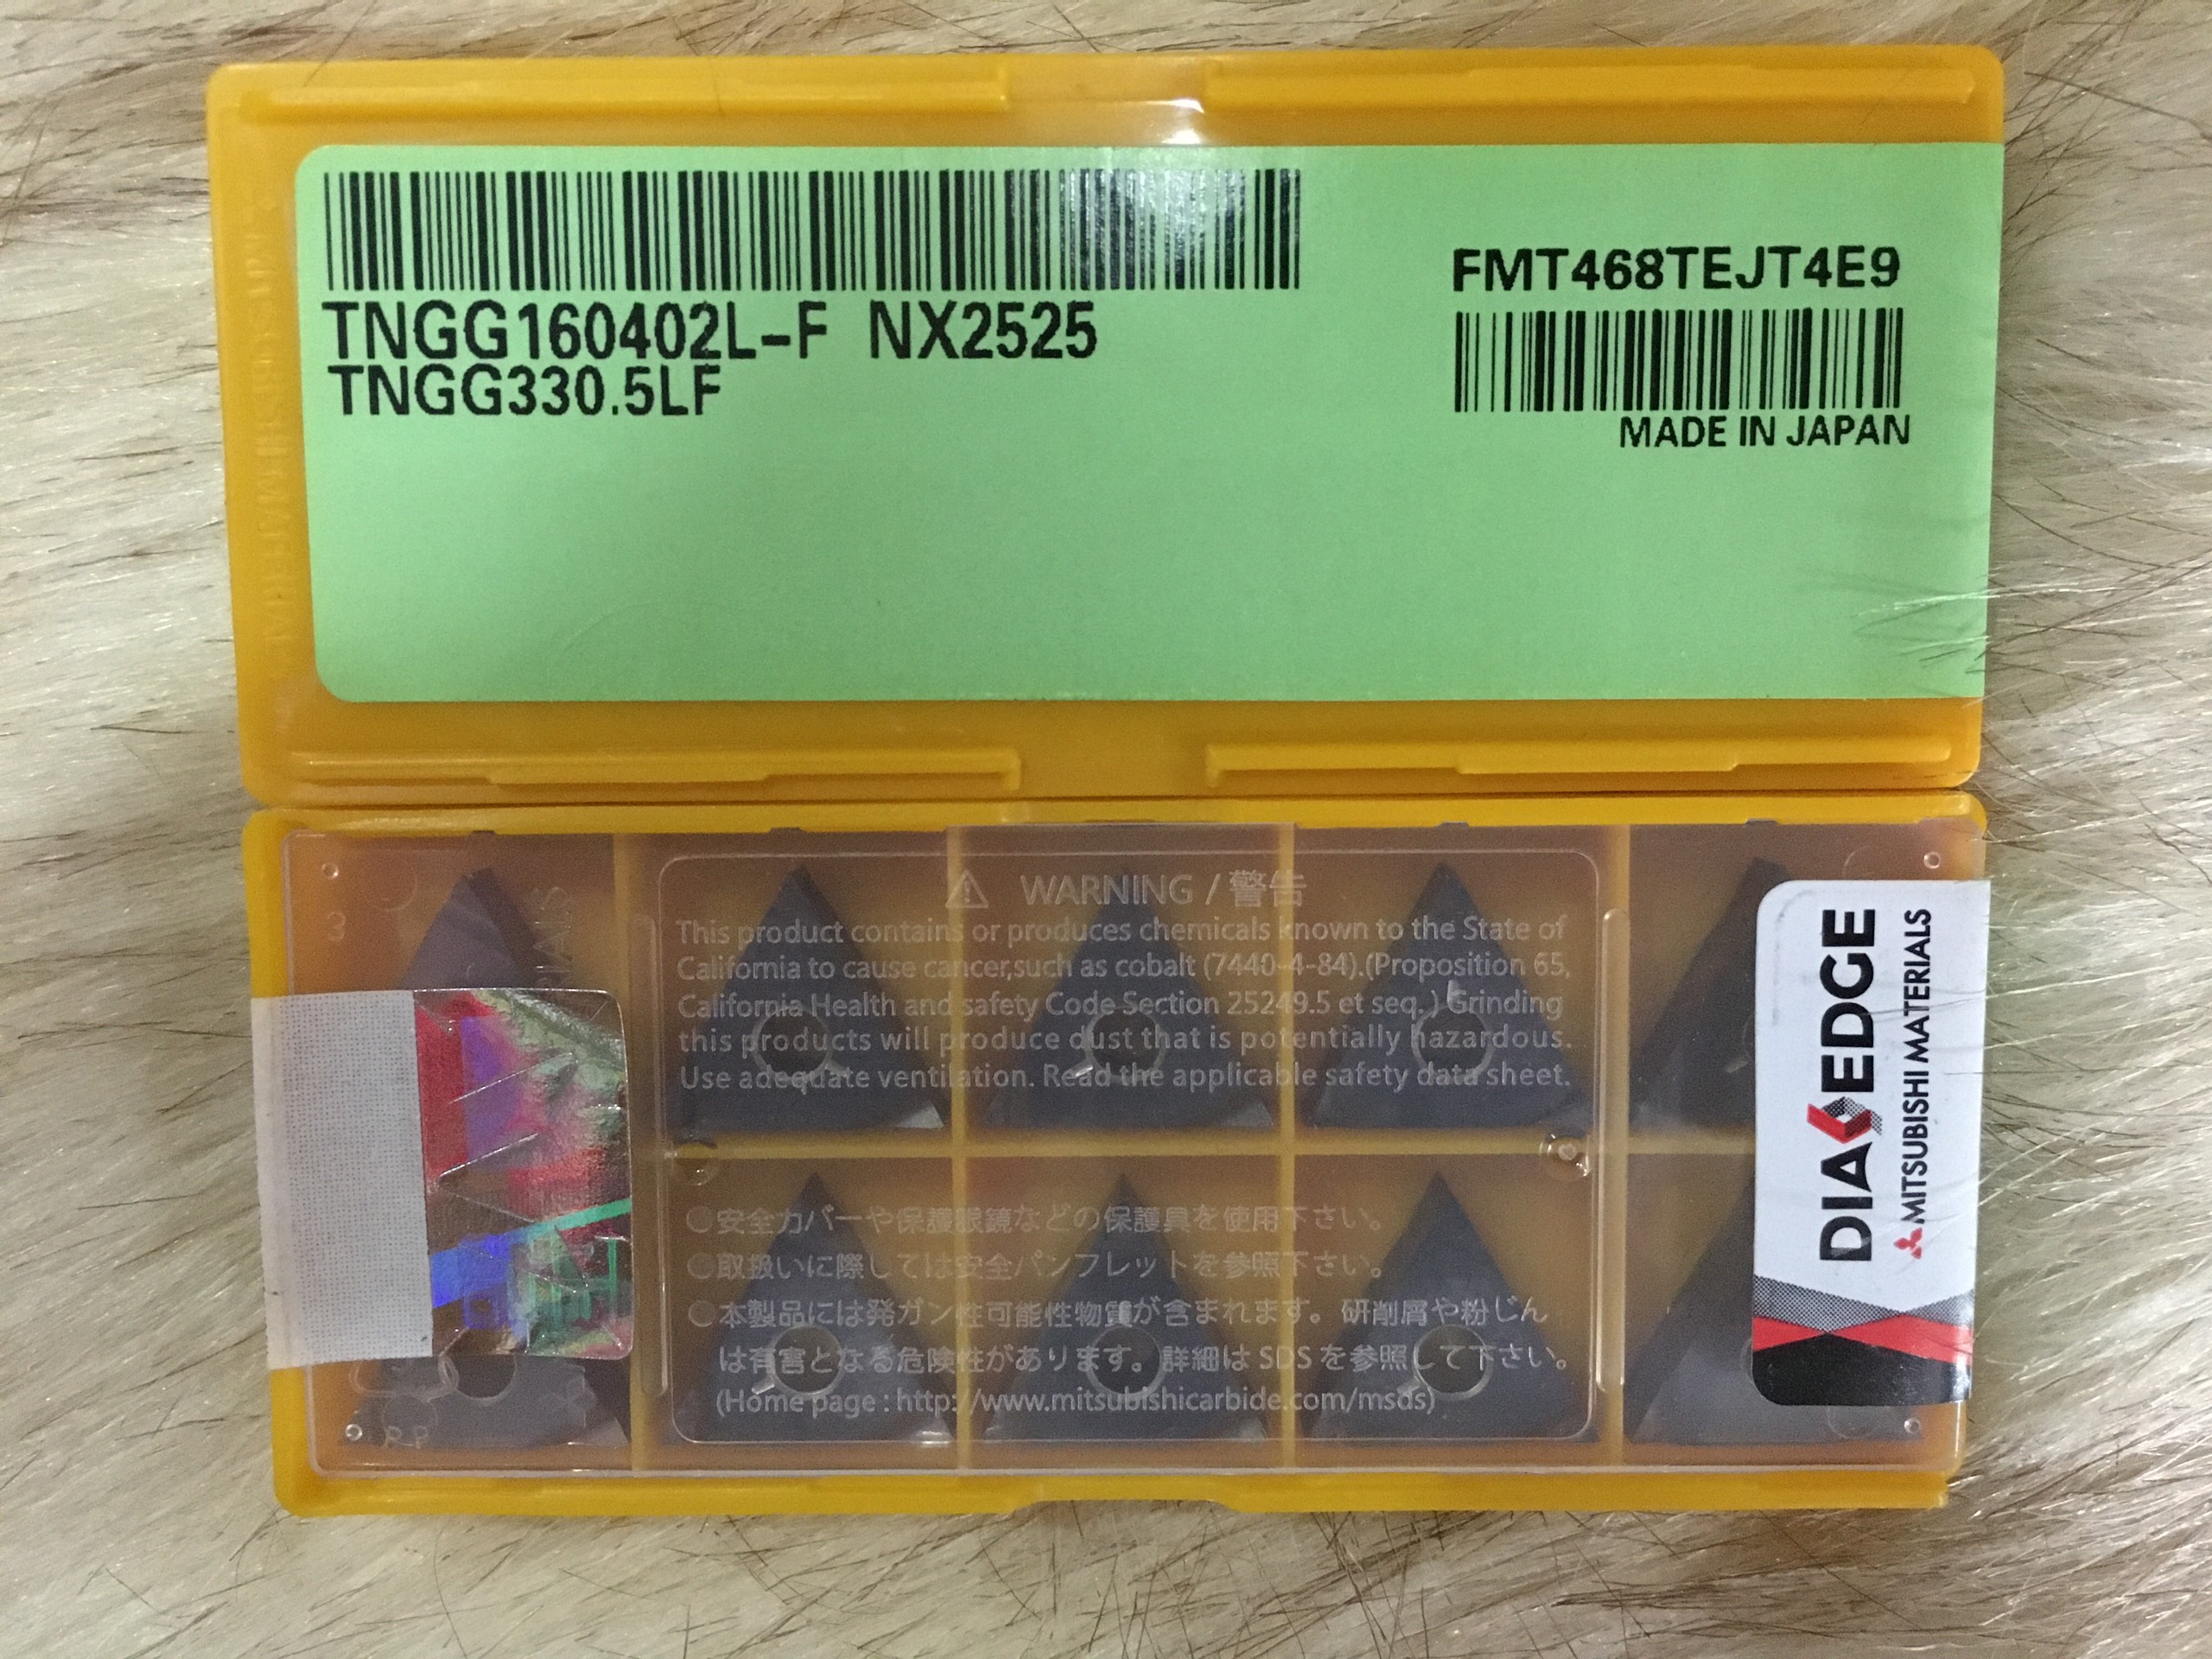 TNGG160402L-F NX2525
TNGG330.5LF
FMT468TEJT4E9
MADE IN JAPAN
⚠ WARNING / 警告
This product contains or produces chemicals known to the State of
California to cause cancer,such as cobalt (7440-4-84).(Proposition 65,
California Health and safety Code Section 25249.5 et seq.) Grinding
this products will produce dust that is potentially hazardous.
Use adequate ventilation. Read the applicable safety data sheet.
●安全カバーや保護眼鏡などの保護具を使用下さい。
●取扱いに際しては安全パンフレットを参照下さい。
●本製品には発ガン性可能性物質が含まれます。研削屑や粉じん
は有害となる危険性があります。詳細は SDS を参照して下さい。
(Home page : http://www.mitsubishicarbide.com/msds)
DIAEDGE
MITSUBISHI MATERIALS
3
PP
MITSUBISHI MATERIALS